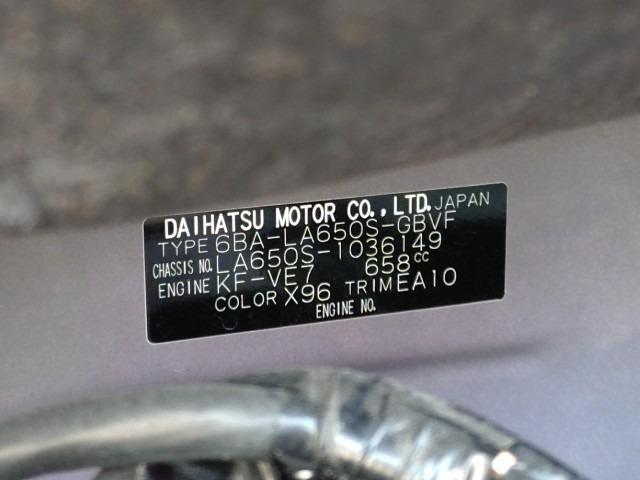 DAIHATSU MOTOR CO., LTD. JAPAN
TYPE 6BA-LA650S-GBVF
CHASSIS NO. LA650S-1036149
ENGINE KF-VE7 658cc
COLOR X96 TRIM EA10
ENGINE NO.